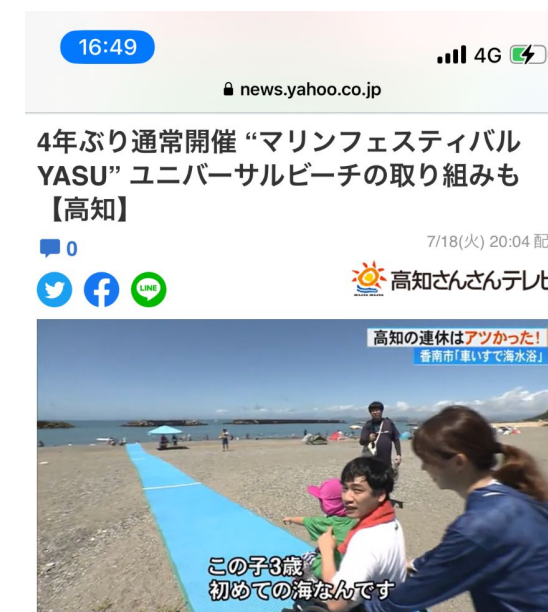 16:49
4G
news.yahoo.co.jp
4年ぶり通常開催 “マリンフェスティバル
YASU” ユニバーサルビーチの取り組みも
【高知】
0
7/18(火) 20:04 配
LINE
高知さんさんテレビ
高知の連休はアツかった!
香南市「車いすで海水浴」
この子3歳
初めての海なんです